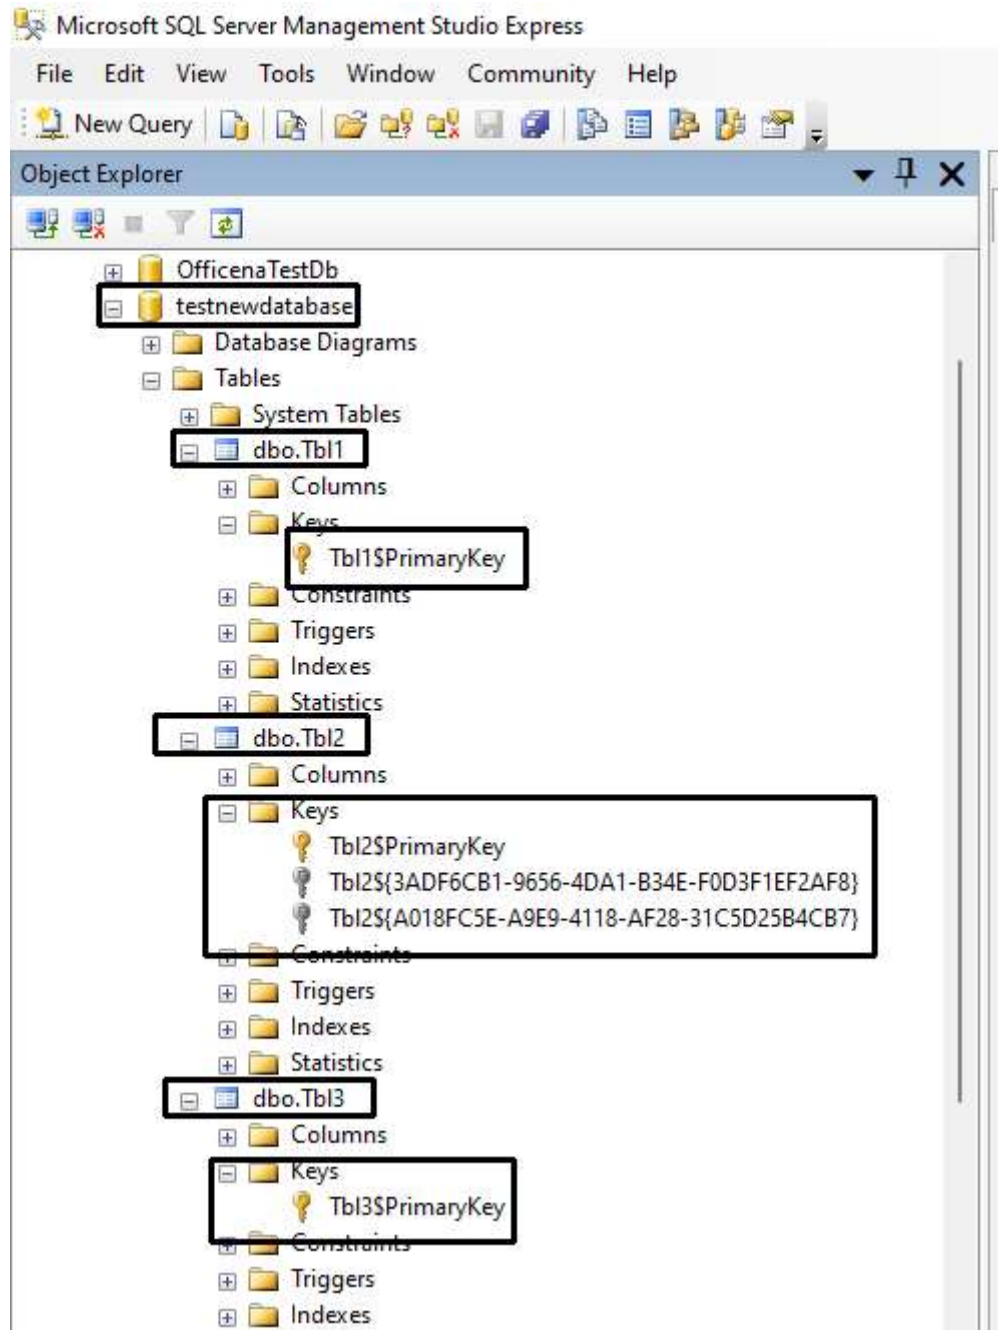 Microsoft SQL Server Management Studio Express
File Edit View Tools Window Community Help
New Query
Object Explorer
OfficenaTestDb
testnewdatabase
Database Diagrams
Tables
System Tables
dbo.Tbl1
Columns
Keys
Tbl1$PrimaryKey
Constraints
Triggers
Indexes
Statistics
dbo.Tbl2
Columns
Keys
Tbl2$PrimaryKey
Tbl2${3ADF6CB1-9656-4DA1-B34E-F0D3F1EF2AF8}
Tbl2${A018FC5E-A9E9-4118-AF28-31C5D25B4CB7}
Constraints
Triggers
Indexes
Statistics
dbo.Tbl3
Columns
Keys
Tbl3$PrimaryKey
Constraints
Triggers
Indexes